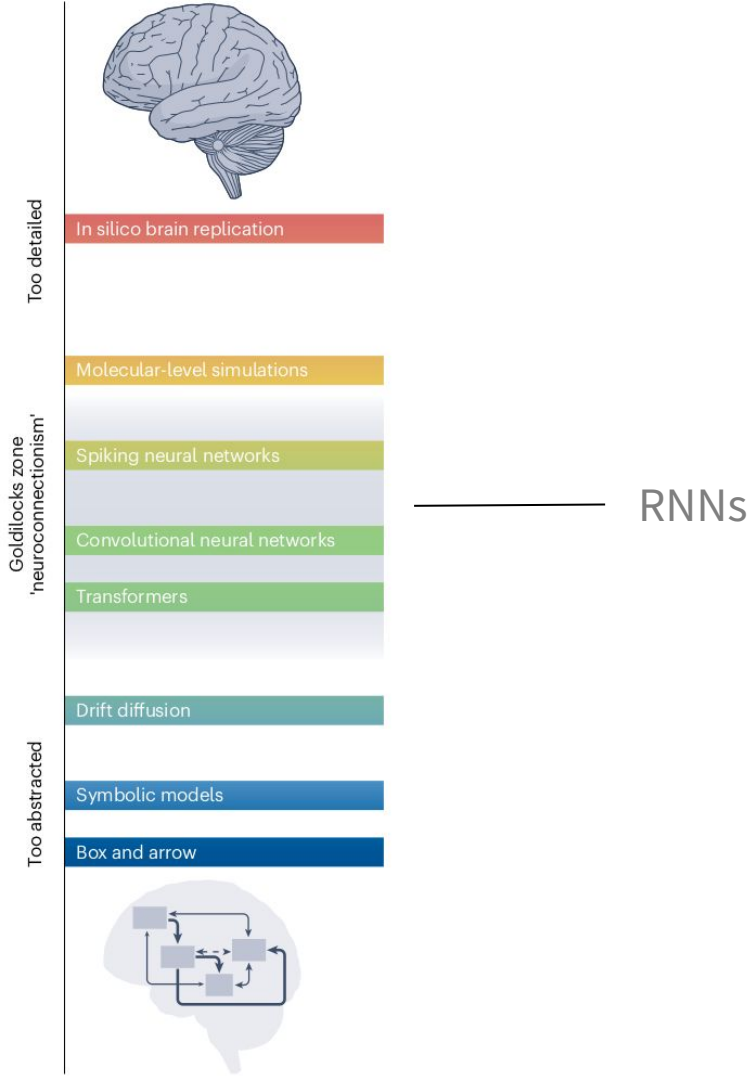 Too detailed
In silico brain replication
Molecular-level simulations
Goldilocks zone
'neuroconnectionism'
Spiking neural networks
RNNs
Convolutional neural networks
Transformers
Drift diffusion
Too abstracted
Symbolic models
Box and arrow